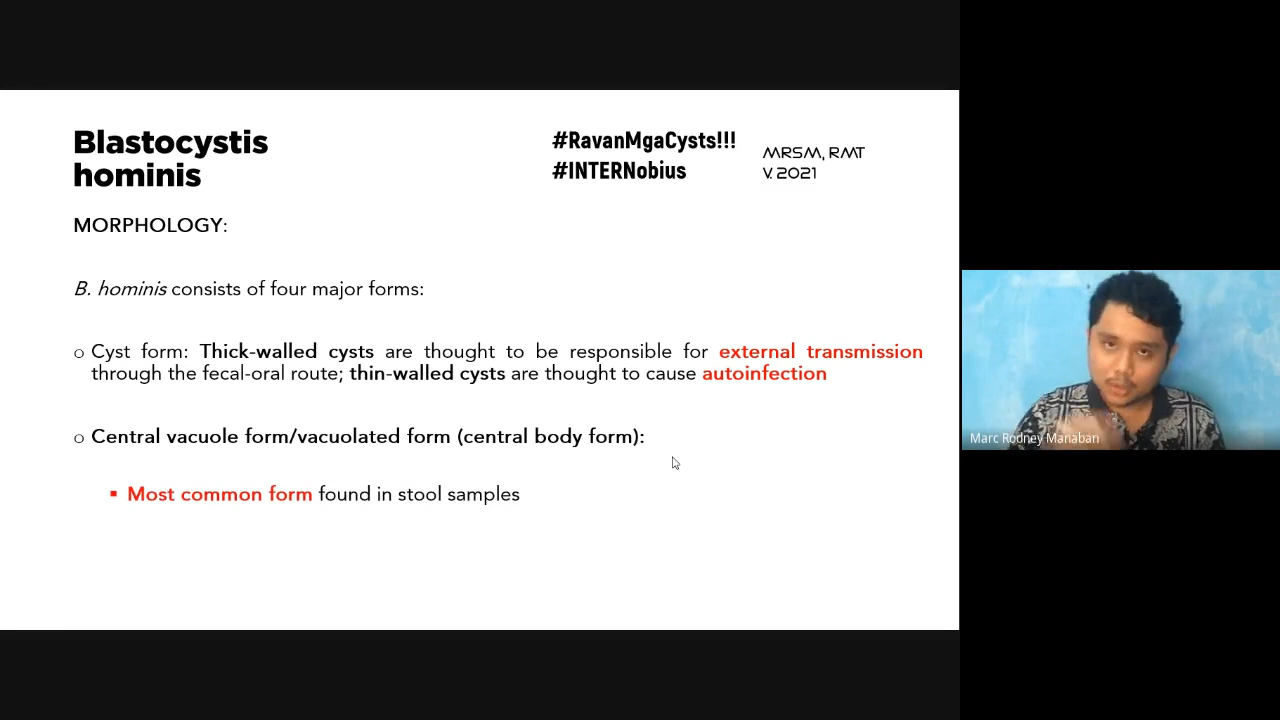 Blastocystis
hominis
#RavanMgaCysts!!!
#INTERNobius
MRSM, RMT
V. 2021
MORPHOLOGY:
B. hominis consists of four major forms:
o Cyst form: Thick-walled cysts are thought to be responsible for external transmission
through the fecal-oral route; thin-walled cysts are thought to cause autoinfection
o Central vacuole form/vacuolated form (central body form):
▪ Most common form found in stool samples
Marc Rodney Manaban